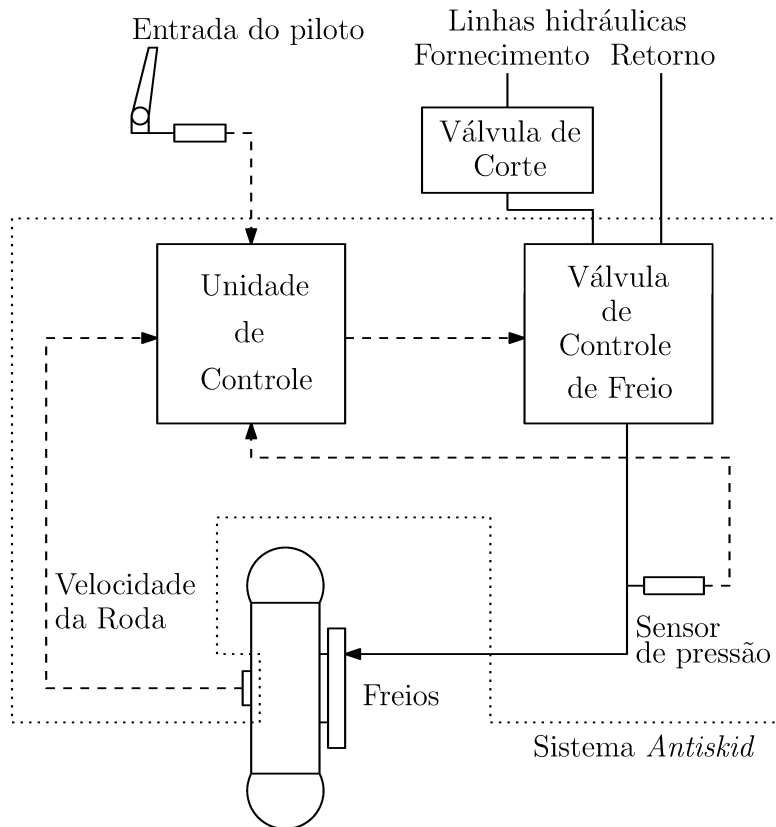 Entrada do piloto
Linhas hidráulicas
Fornecimento Retorno
Válvula de
Corte
Unidade
de
Controle
Válvula
de
Controle
de Freio
Velocidade
da Roda
Sensor
de pressão
Freios
Sistema Antiskid